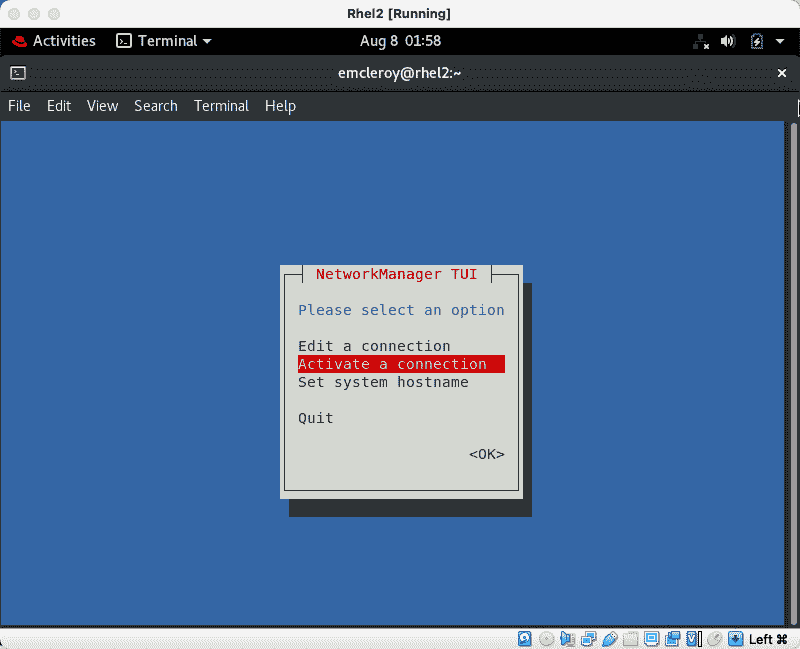 Rhel2 [Running]
Activities Terminal Aug 8 01:58
emcleroy@rhel2:~
File Edit View Search Terminal Help
NetworkManager TUI
Please select an option
Edit a connection
Activate a connection
Set system hostname
Quit
<OK>
Left ⌘